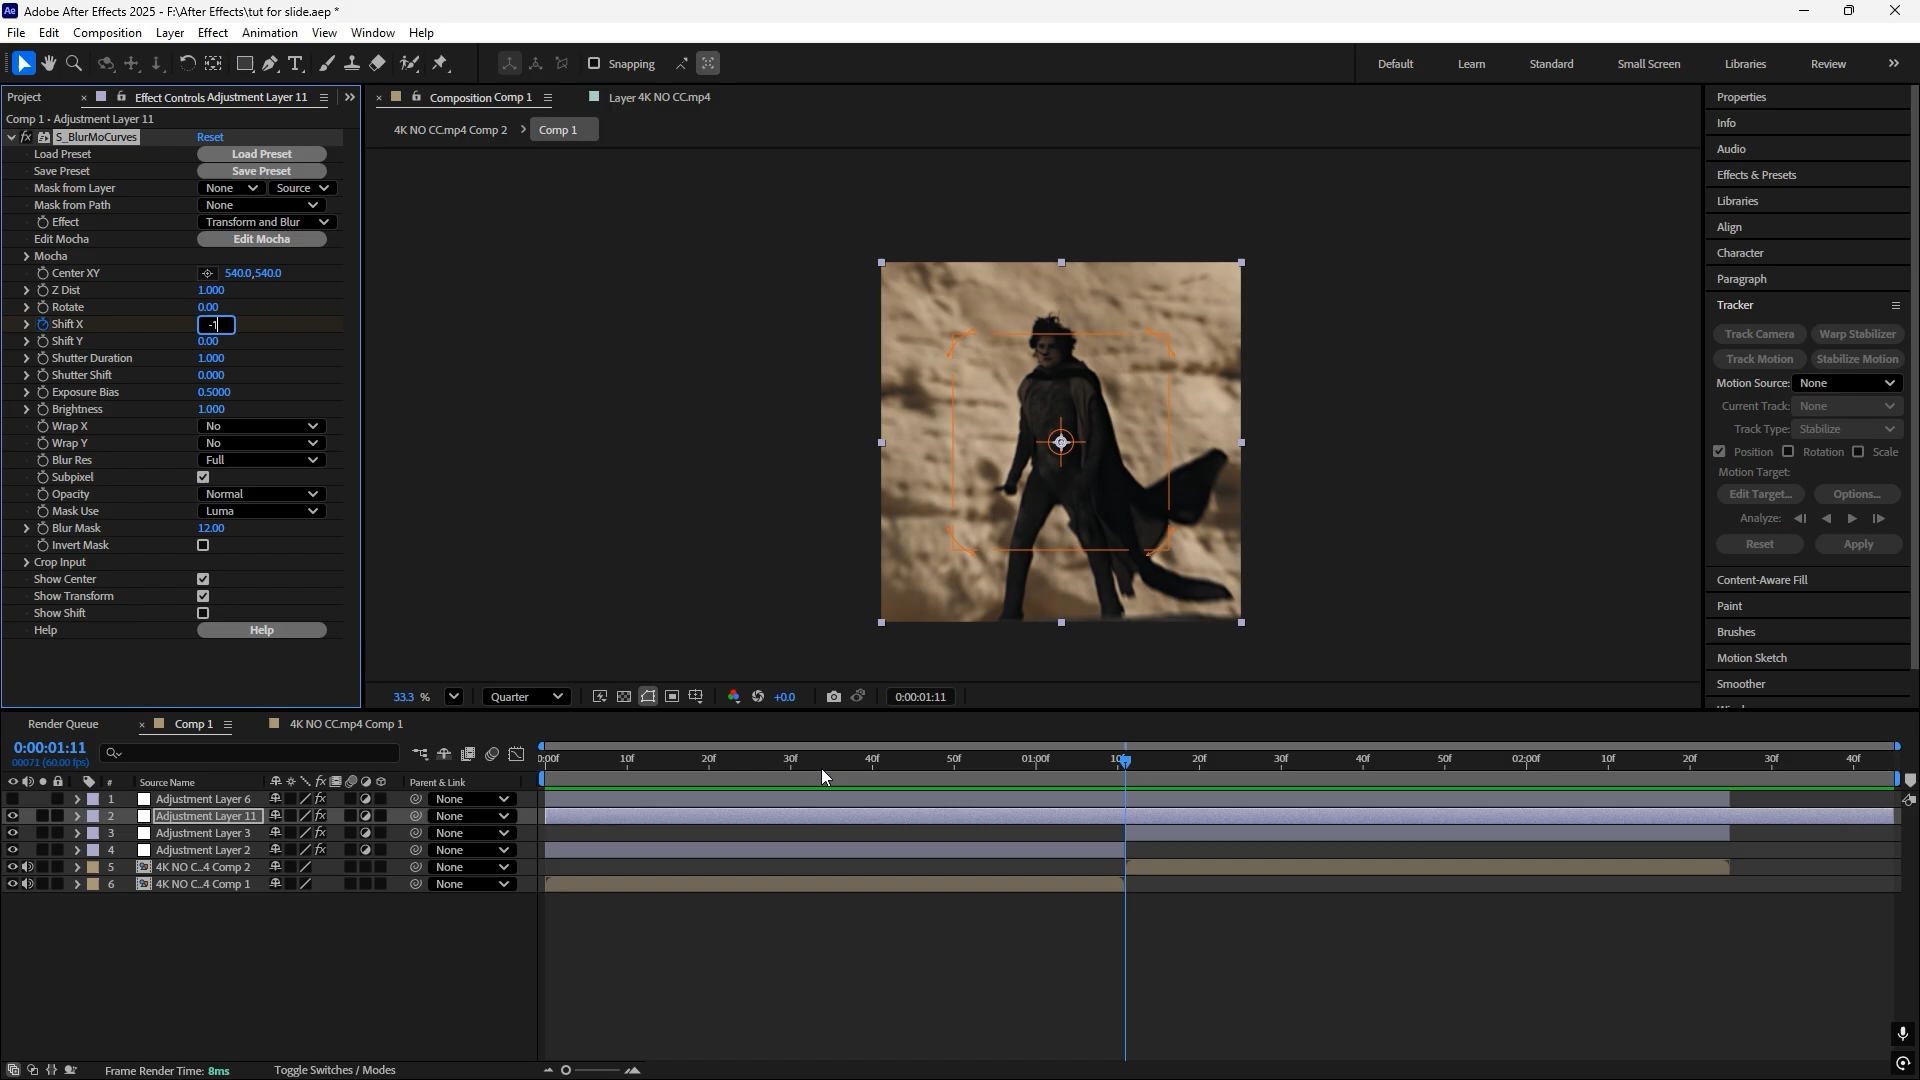 Ae Adobe After Effects 2025 - F:\After Effects\tut for slide.aep *
File Edit Composition Layer Effect Animation View Window Help
Snapping Default Learn Standard Small Screen Libraries Review
Project Effect Controls Adjustment Layer 11
Comp 1 • Adjustment Layer 11
fx S_BlurMoCurves Reset
Load Preset Load Preset
Save Preset Save Preset
Mask from Layer None Source
Mask from Path None
Effect Transform and Blur
Edit Mocha Edit Mocha
Mocha
Center XY 540.0,540.0
Z Dist 1.000
Rotate 0.00
Shift X -1
Shift Y 0.00
Shutter Duration 1.000
Shutter Shift 0.000
Exposure Bias 0.5000
Brightness 1.000
Wrap X No
Wrap Y No
Blur Res Full
Subpixel
Opacity Normal
Mask Use Luma
Blur Mask 12.00
Invert Mask
Crop Input
Show Center
Show Transform
Show Shift
Help Help
Composition Comp 1 Layer 4K NO CC.mp4
4K NO CC.mp4 Comp 2 Comp 1
33.3 % Quarter +0.0 0:00:01:11
Properties
Info
Audio
Effects & Presets
Libraries
Align
Character
Paragraph
Tracker
Track Camera Warp Stabilizer
Track Motion Stabilize Motion
Motion Source: None
Current Track: None
Track Type: Stabilize
Position Rotation Scale
Motion Target:
Edit Target... Options...
Analyze:
Reset Apply
Content-Aware Fill
Paint
Brushes
Motion Sketch
Smoother
Render Queue Comp 1 4K NO CC.mp4 Comp 1
0:00:01:11
00071 (60.00 fps)
10f 20f 30f 40f 50f 01:00f 20f 30f 40f 50f 02:00f 10f 20f 30f 40f
# Source Name fx Parent & Link
1 Adjustment Layer 6 fx None
2 Adjustment Layer 11 fx None
3 Adjustment Layer 3 fx None
4 Adjustment Layer 2 fx None
5 4K NO C...4 Comp 2 None
6 4K NO C...4 Comp 1 None
Frame Render Time: 8ms Toggle Switches / Modes